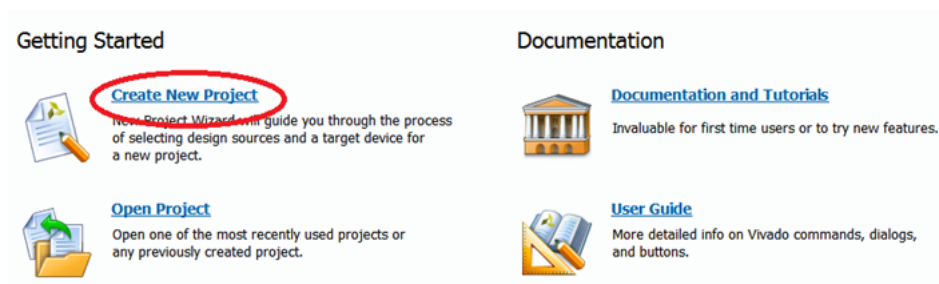 Getting Started
Create New Project
New Project Wizard will guide you through the process
of selecting design sources and a target device for
a new project.
Open Project
Open one of the most recently used projects or
any previously created project.
Documentation
Documentation and Tutorials
Invaluable for first time users or to try new features.
User Guide
More detailed info on Vivado commands, dialogs,
and buttons.